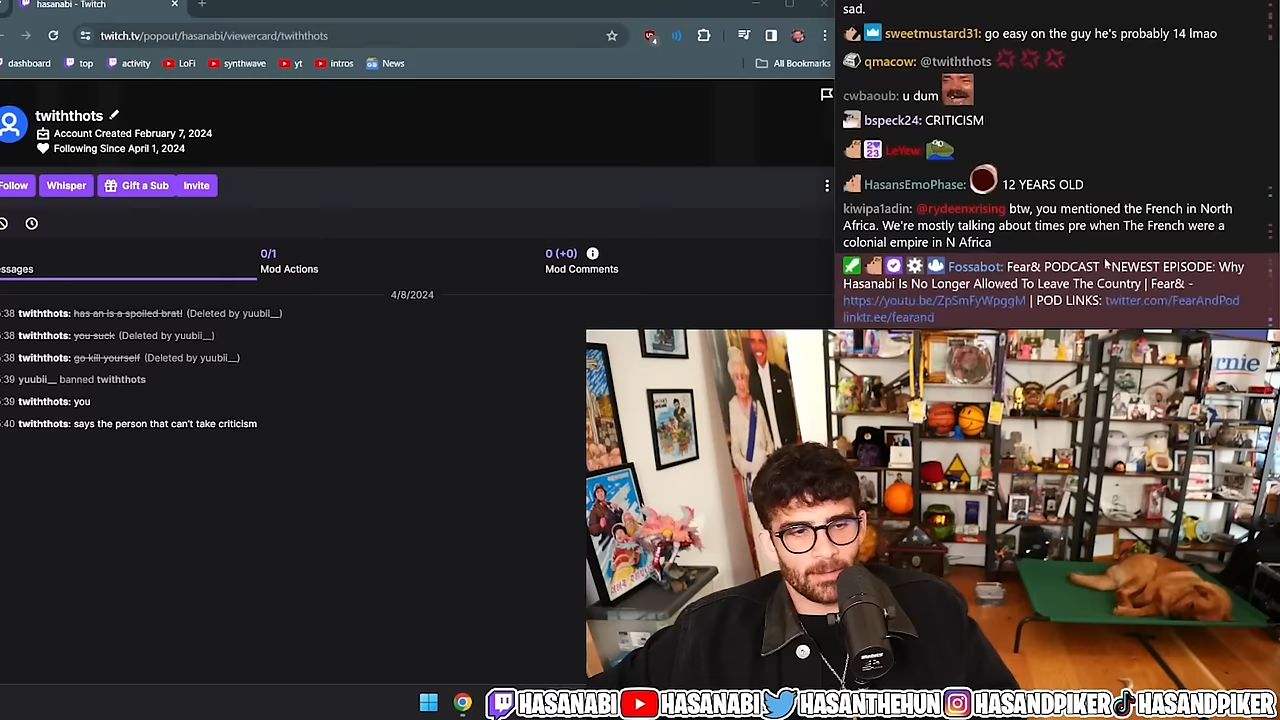 hasanabi - Twitch
twitch.tv/popout/hasanabi/viewercard/twiththots
dashboard top activity LoFi synthwave yt intros News All Bookmarks
twiththots
Account Created February 7, 2024
Following Since April 1, 2024
Follow Whisper Gift a Sub Invite
0/1
Mod Actions
0 (+0)
Mod Comments
essages
4/8/2024
:38 twiththots: has an is a spoiled brat! (Deleted by yuubii__)
:38 twiththots: you suck (Deleted by yuubii__)
:38 twiththots: go kill yourself (Deleted by yuubii__)
:39 yuubii__ banned twiththots
:39 twiththots: you
:40 twiththots: says the person that can't take criticism
sad.
sweetmustard31: go easy on the guy he's probably 14 lmao
qmacow: @twiththots
cwbaoub: u dum
bspeck24: CRITICISM
LeYew:
HasansEmoPhase: 12 YEARS OLD
kiwipa1adin: @rydeenxrising btw, you mentioned the French in North
Africa. We're mostly talking about times pre when The French were a
colonial empire in N Africa
Fossabot: Fear& PODCAST NEWEST EPISODE: Why
Hasanabi Is No Longer Allowed To Leave The Country | Fear& -
https://youtu.be/ZpSmFyWpggM | POD LINKS: twitter.com/FearAndPod
linktr.ee/fearand
rnie
HASANABI HASANABI HASANTHEHUN HASANDPIKER HASANDPIKER